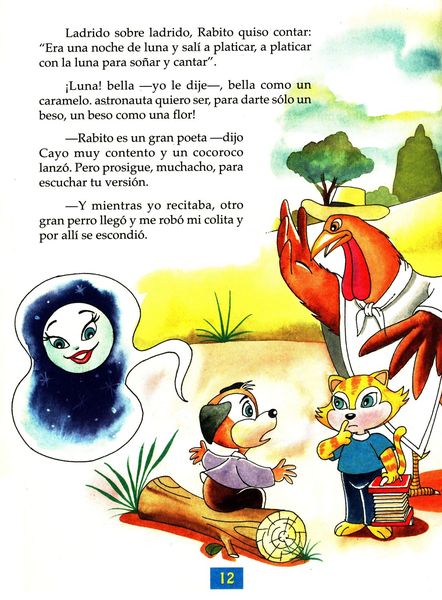 Ladrido sobre ladrido, Rabito quiso contar:
“Era una noche de luna y salí a platicar, a platicar
con la luna para soñar y cantar”.
¡Luna! bella —yo le dije—, bella como un
caramelo. astronauta quiero ser, para darte sólo un
beso, un beso como una flor!
—Rabito es un gran poeta —dijo
Cayo muy contento y un cocoroco
lanzó. Pero prosigue, muchacho, para
escuchar tu versión.
—Y mientras yo recitaba, otro
gran perro llegó y me robó mi colita y
por allí se escondió.
12